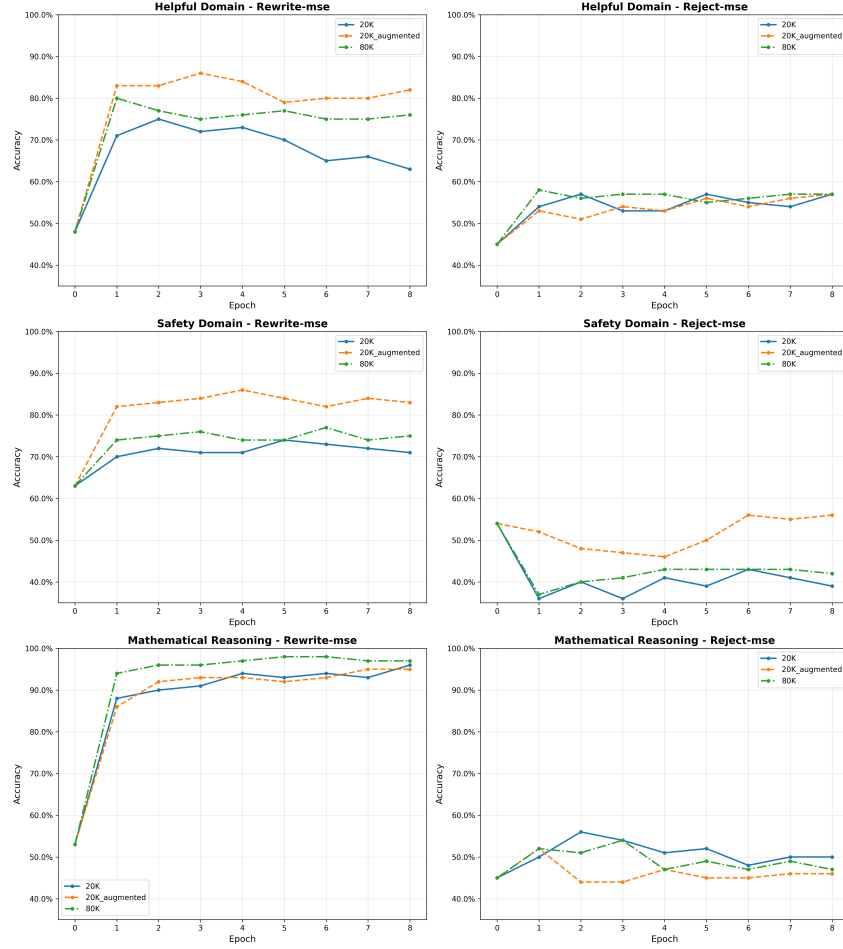 Helpful Domain - Rewrite-mse
100.0%
90.0%
80.0%
70.0%
60.0%
50.0%
40.0%
Accuracy
20K
20K_augmented
80K
0 1 2 3 4 5 6 7 8
Epoch
Helpful Domain - Reject-mse
100.0%
90.0%
80.0%
70.0%
60.0%
50.0%
40.0%
Accuracy
20K
20K_augmented
80K
0 1 2 3 4 5 6 7 8
Epoch
Safety Domain - Rewrite-mse
100.0%
90.0%
80.0%
70.0%
60.0%
50.0%
40.0%
Accuracy
20K
20K_augmented
80K
0 1 2 3 4 5 6 7 8
Epoch
Safety Domain - Reject-mse
100.0%
90.0%
80.0%
70.0%
60.0%
50.0%
40.0%
Accuracy
20K
20K_augmented
80K
0 1 2 3 4 5 6 7 8
Epoch
Mathematical Reasoning - Rewrite-mse
100.0%
90.0%
80.0%
70.0%
60.0%
50.0%
40.0%
Accuracy
20K
20K_augmented
80K
0 1 2 3 4 5 6 7 8
Epoch
Mathematical Reasoning - Reject-mse
100.0%
90.0%
80.0%
70.0%
60.0%
50.0%
40.0%
Accuracy
20K
20K_augmented
80K
0 1 2 3 4 5 6 7 8
Epoch